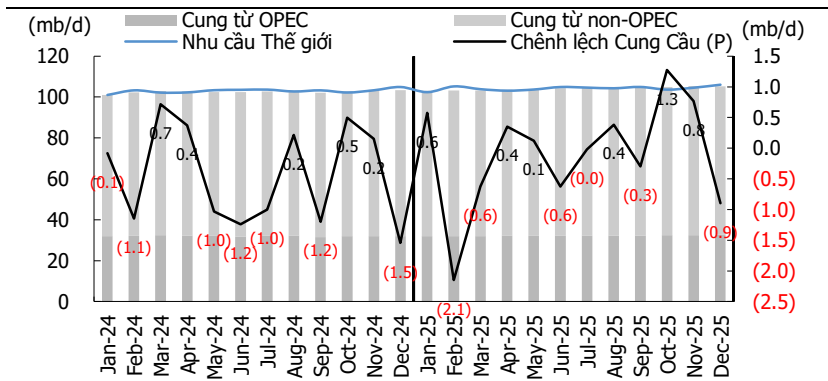 (mb/d)
Cung từ OPEC
Cung từ non-OPEC
(mb/d)
Nhu cầu Thế giới
Chênh lệch Cung Cầu (P)
120
100
80
60
40
20
0
1.5
1.0
0.5
0.0
(0.5)
(1.0)
(1.5)
(2.0)
(2.5)
(0.1)
(1.1)
0.7
0.4
(1.0)
(1.2)
(1.0)
0.2
(1.2)
0.5
0.2
(1.5)
0.6
(2.1)
(0.6)
0.4
0.1
(0.6)
(0.0)
0.4
(0.3)
1.3
0.8
(0.9)
Jan-24
Feb-24
Mar-24
Apr-24
May-24
Jun-24
Jul-24
Aug-24
Sep-24
Oct-24
Nov-24
Dec-24
Jan-25
Feb-25
Mar-25
Apr-25
May-25
Jun-25
Jul-25
Aug-25
Sep-25
Oct-25
Nov-25
Dec-25